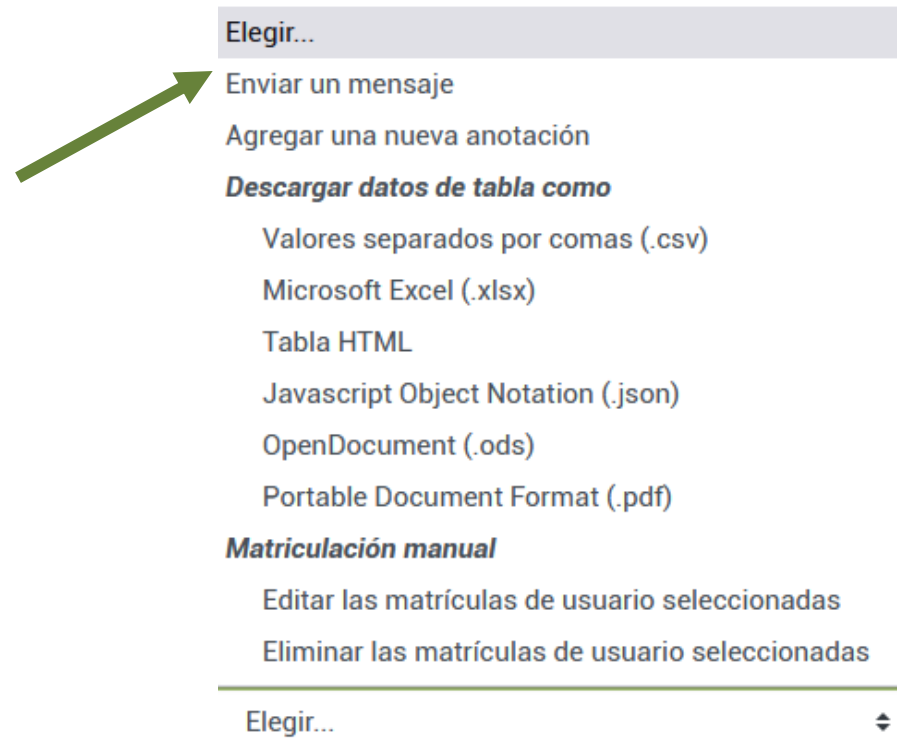 Elegir...
Enviar un mensaje
Agregar una nueva anotación
Descargar datos de tabla como
Valores separados por comas (.csv)
Microsoft Excel (.xlsx)
Tabla HTML
Javascript Object Notation (.json)
OpenDocument (.ods)
Portable Document Format (.pdf)
Matriculación manual
Editar las matrículas de usuario seleccionadas
Eliminar las matrículas de usuario seleccionadas
Elegir...